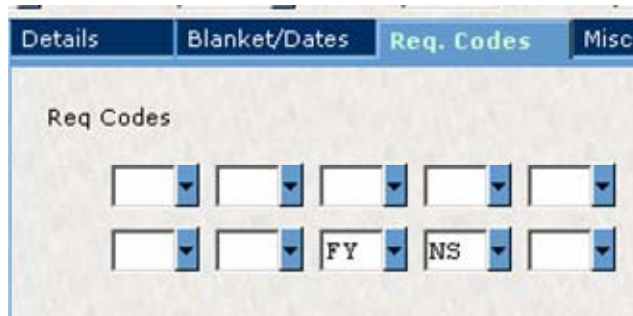 Details Blanket/Dates Req. Codes Misc
Req Codes
FY NS